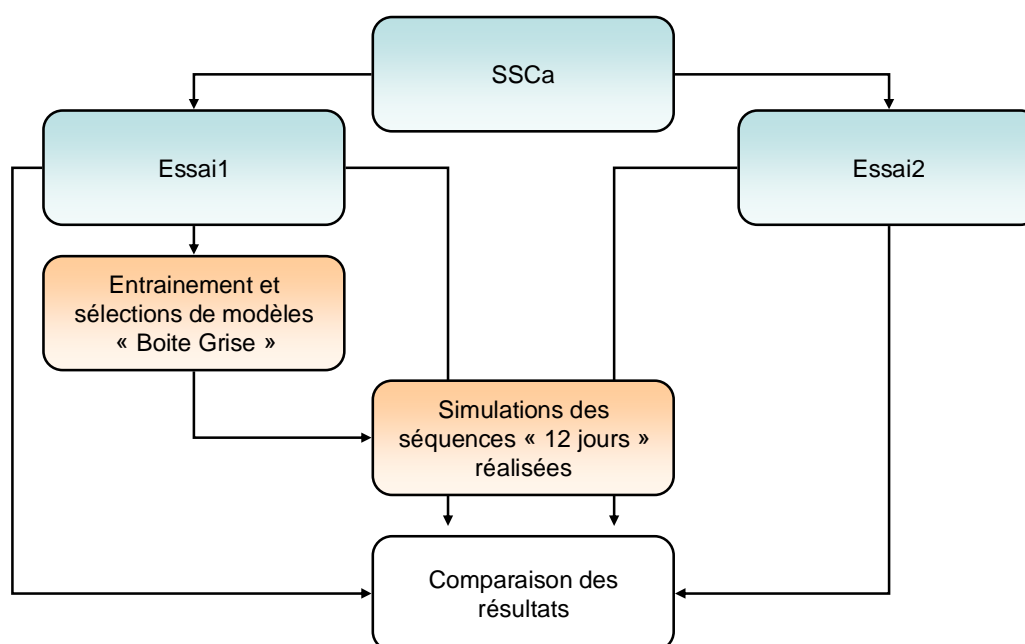 SSCa
Essai1
Essai2
Entrainement et
sélections de modèles
« Boite Grise »
Simulations des
séquences « 12 jours »
réalisées
Comparaison des
résultats